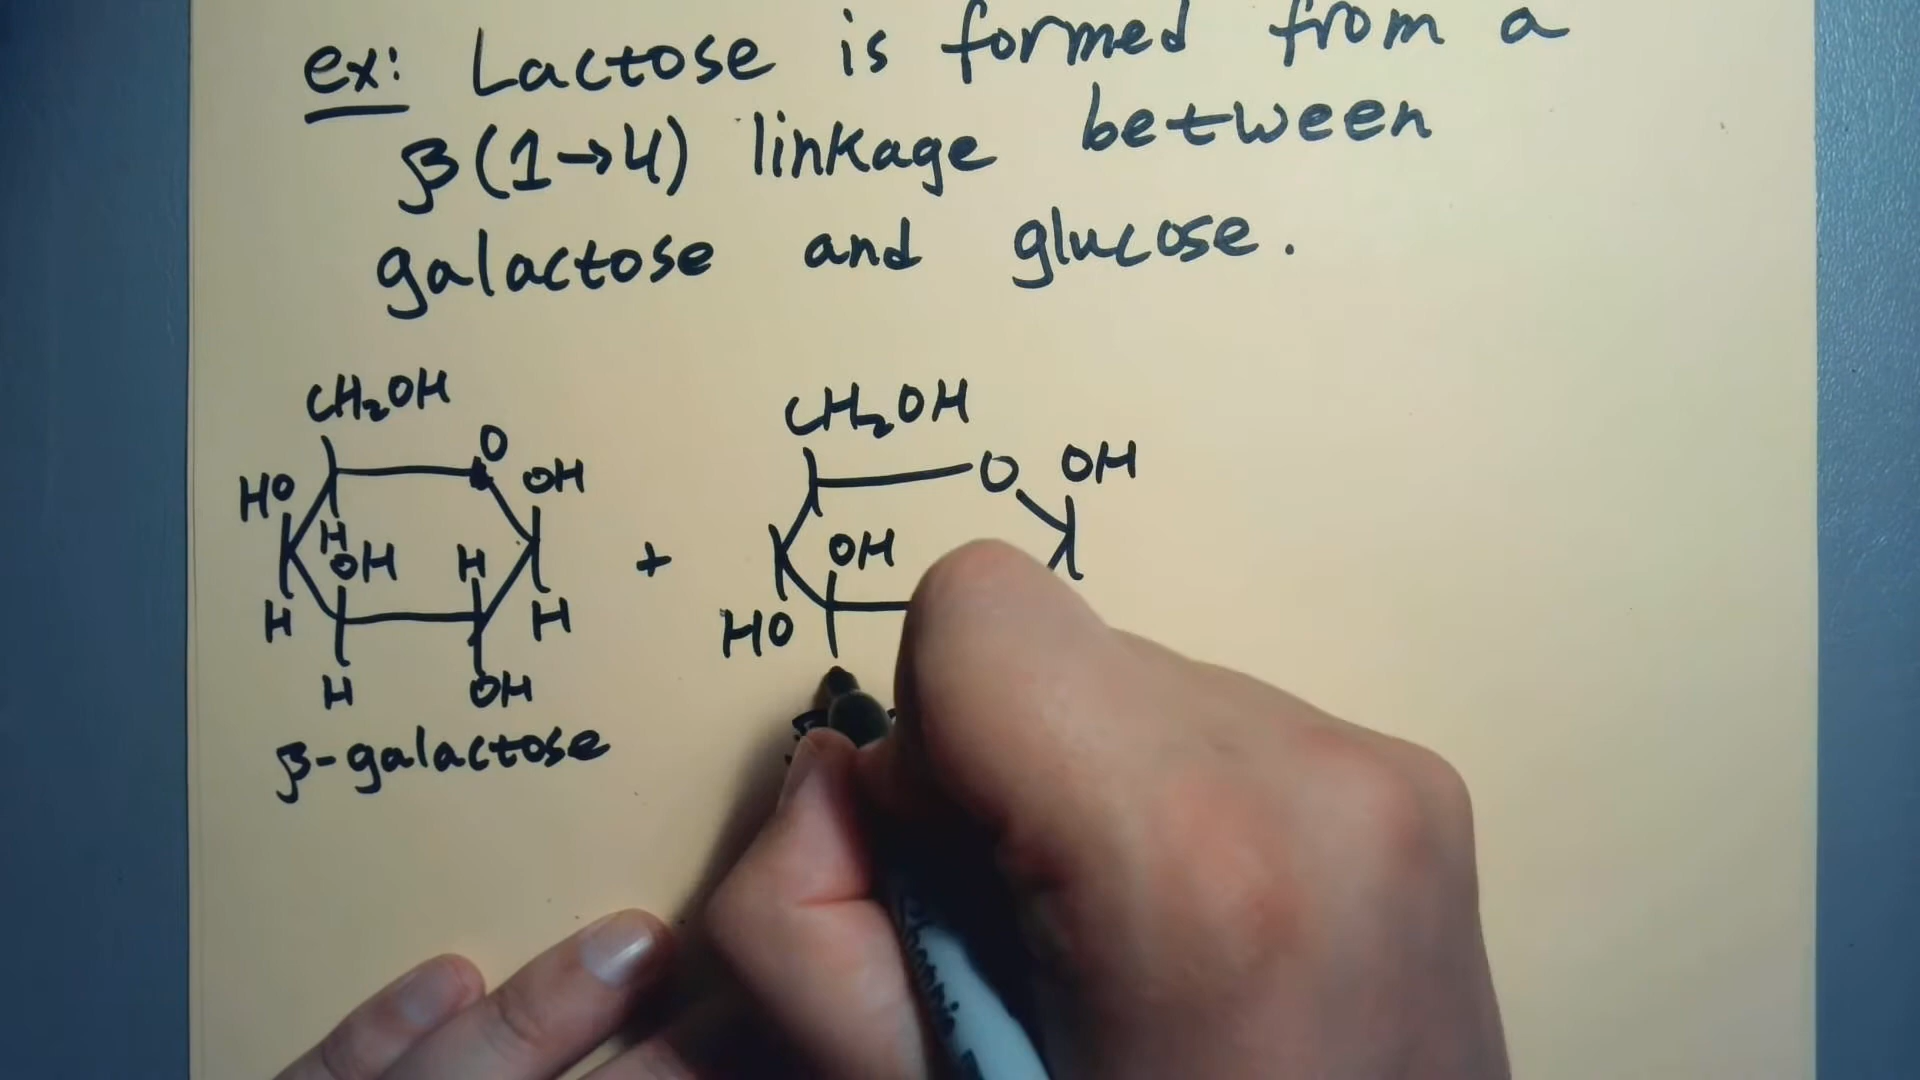 ex: Lactose is formed from a
β(1→4) linkage between
galactose and glucose.
CH₂OH
O
HO
OH
H
OH
H
H
H
H
OH
β-galactose
+
CH₂OH
O
OH
OH
HO